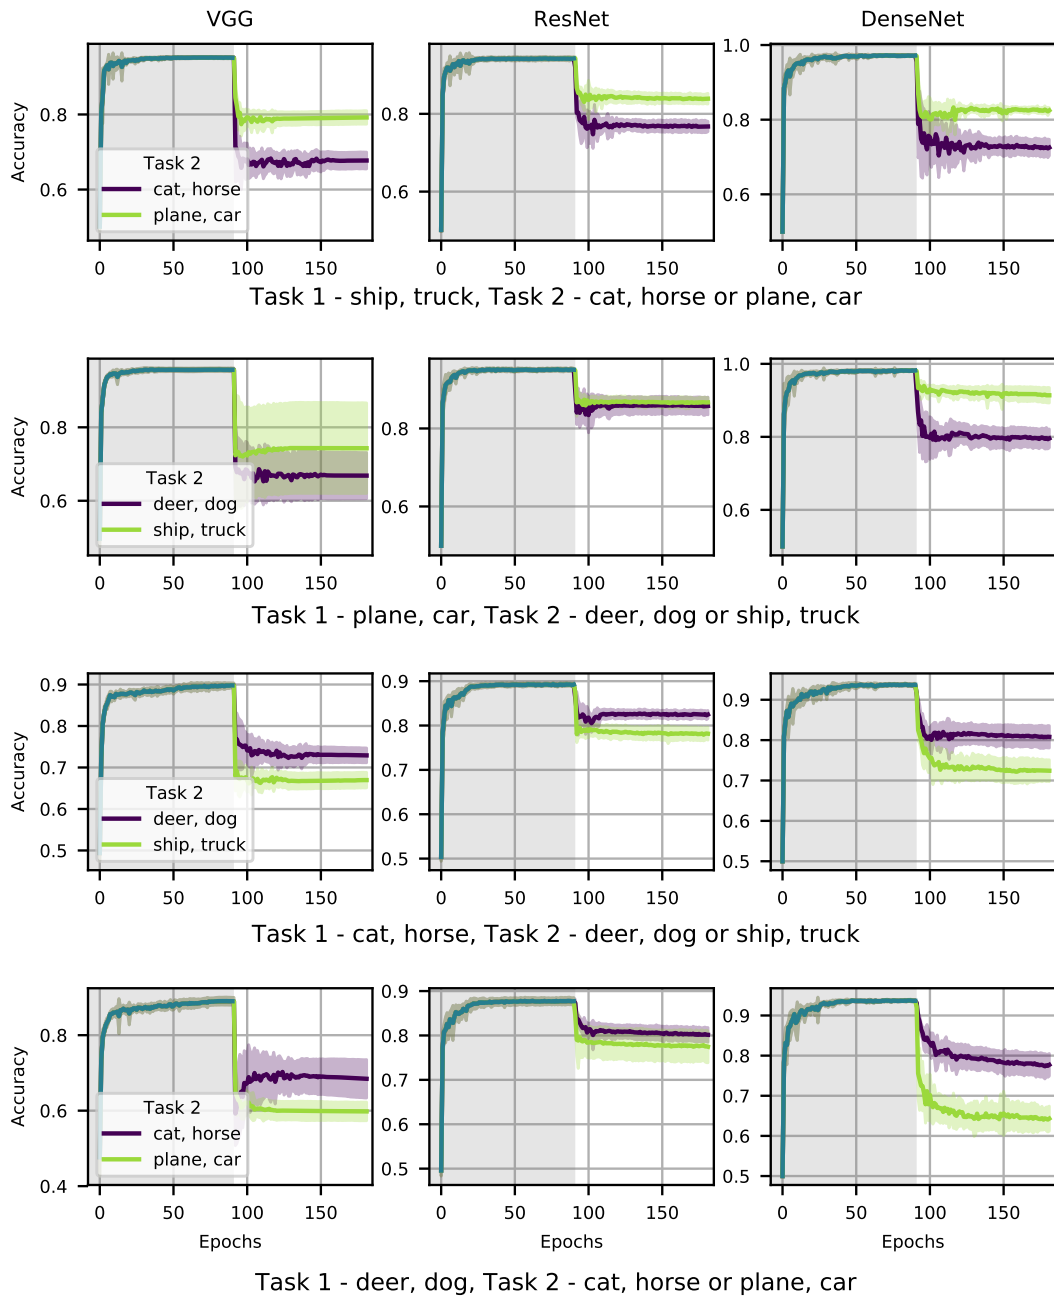 VGG ResNet DenseNet
1.0
0.8 0.8 0.8
0.6 0.6 0.6
Accuracy
Task 2
cat, horse
plane, car
0 50 100 150 0 50 100 150 0 50 100 150
Task 1 - ship, truck, Task 2 - cat, horse or plane, car
1.0
0.8 0.8 0.8
0.6 0.6 0.6
Accuracy
Task 2
deer, dog
ship, truck
0 50 100 150 0 50 100 150 0 50 100 150
Task 1 - plane, car, Task 2 - deer, dog or ship, truck
0.9 0.9 0.9
0.8 0.8 0.8
0.7 0.7 0.7
0.6 0.6 0.6
0.5 0.5 0.5
Accuracy
Task 2
deer, dog
ship, truck
0 50 100 150 0 50 100 150 0 50 100 150
Task 1 - cat, horse, Task 2 - deer, dog or ship, truck
0.9 0.9
0.8 0.8 0.8
0.7 0.7
0.6 0.6 0.6
0.5 0.5
0.4
Accuracy
Task 2
cat, horse
plane, car
0 50 100 150 0 50 100 150 0 50 100 150
Epochs Epochs Epochs
Task 1 - deer, dog, Task 2 - cat, horse or plane, car